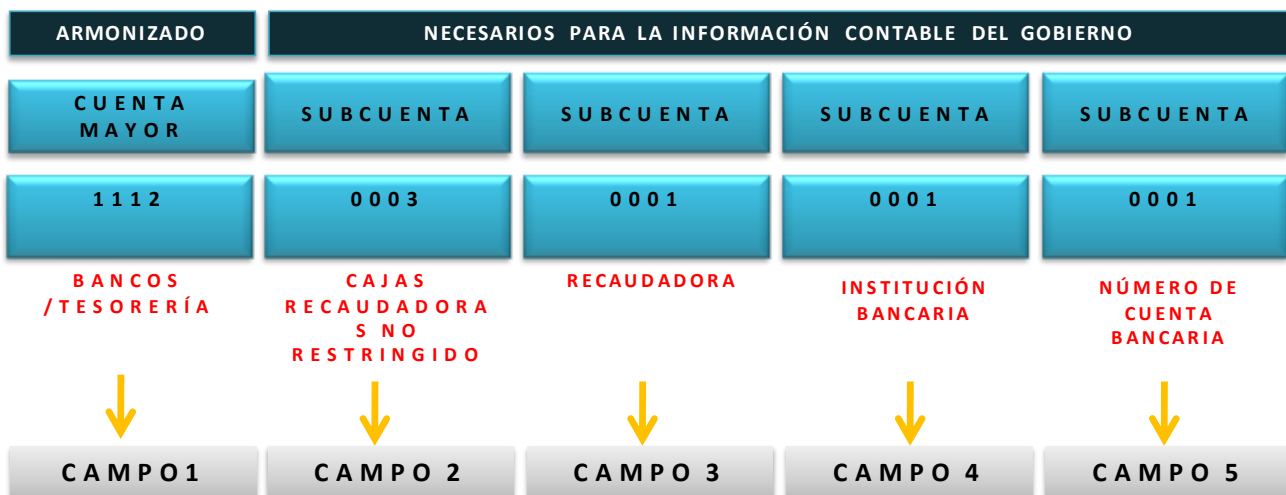 ARMONIZADO
NECESARIOS PARA LA INFORMACIÓN CONTABLE DEL GOBIERNO
CUENTA
MAYOR
SUBCUENTA
SUBCUENTA
SUBCUENTA
SUBCUENTA
1112
0003
0001
0001
0001
BANCOS
/TESORERÍA
CAJAS
RECAUDADORA
S NO
RESTRINGIDO
RECAUDADORA
INSTITUCIÓN
BANCARIA
NÚMERO DE
CUENTA
BANCARIA
CAMPO1
CAMPO 2
CAMPO 3
CAMPO 4
CAMPO 5